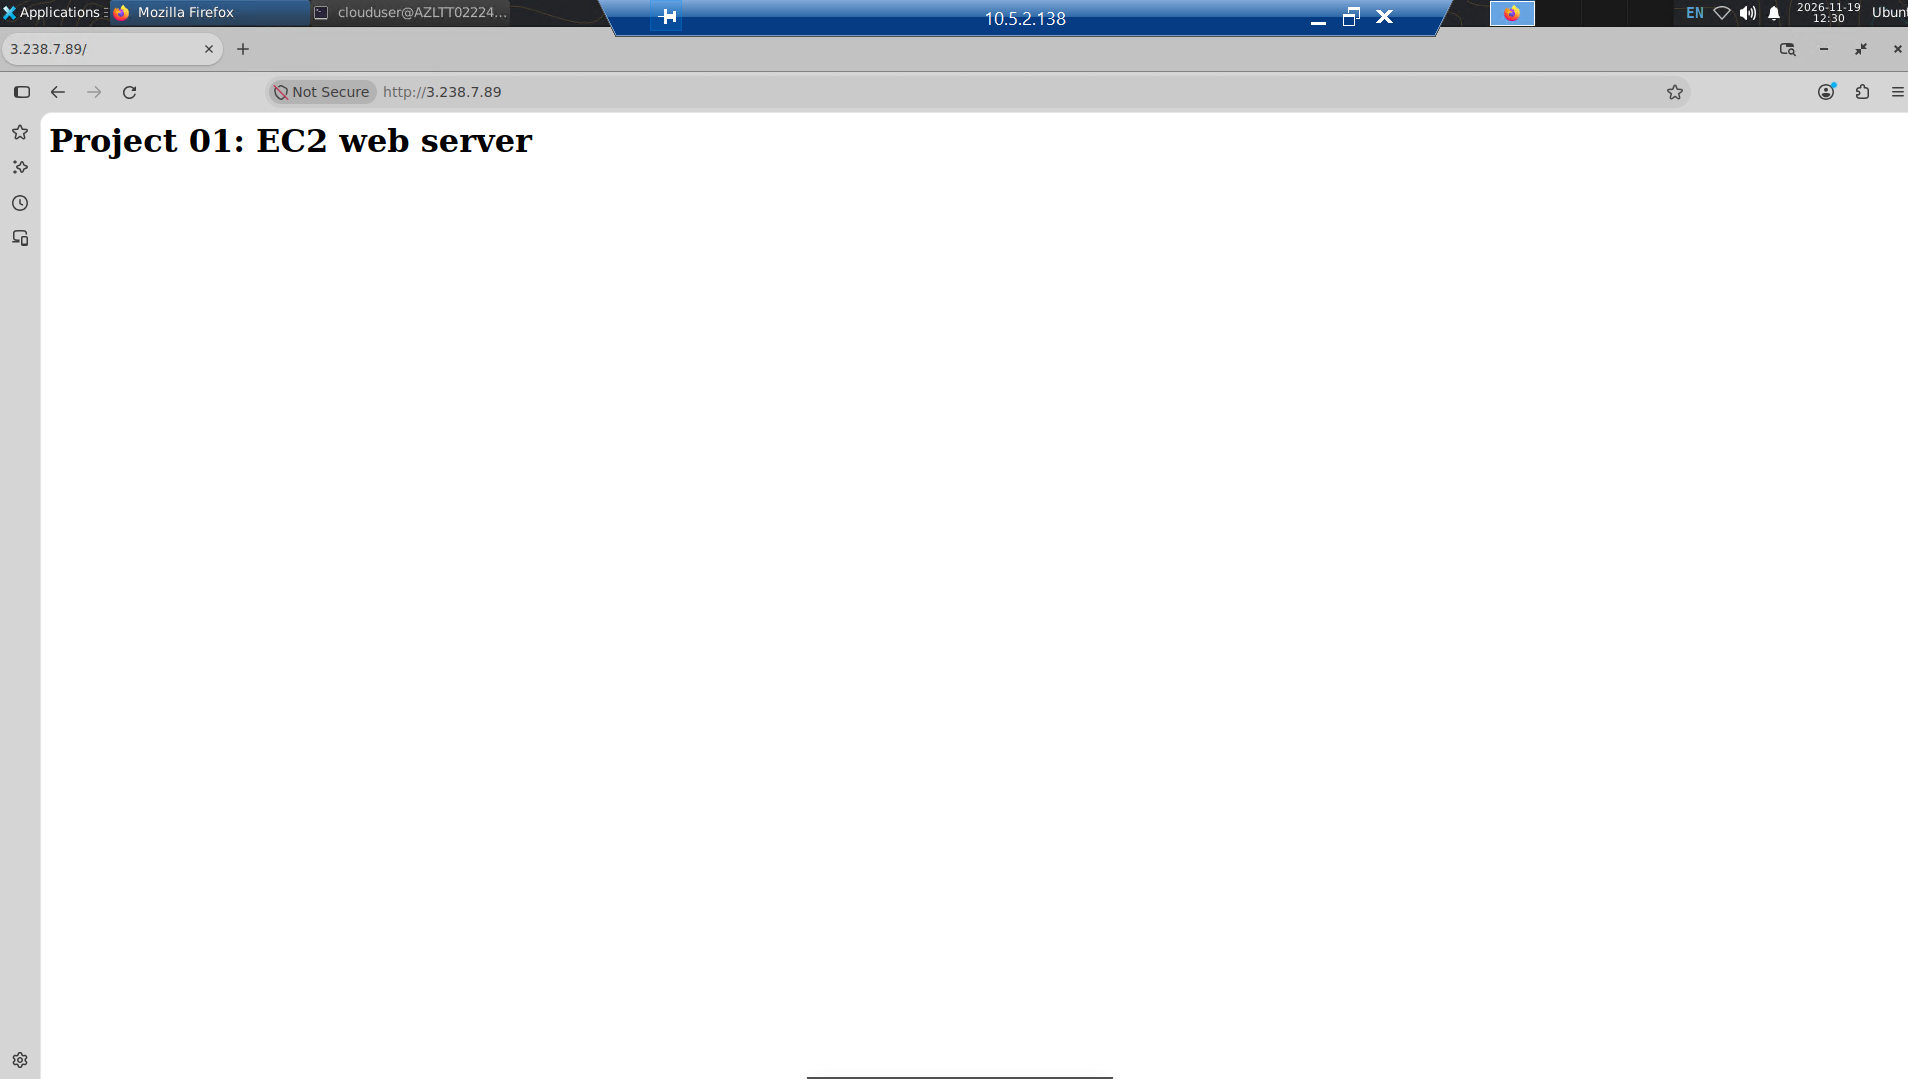 Applications
Mozilla Firefox
clouduser@AZLTT02224...
10.5.2.138
EN
2026-11-19
12:30
Ubunt
3.238.7.89/
Not Secure
http://3.238.7.89
Project 01: EC2 web server